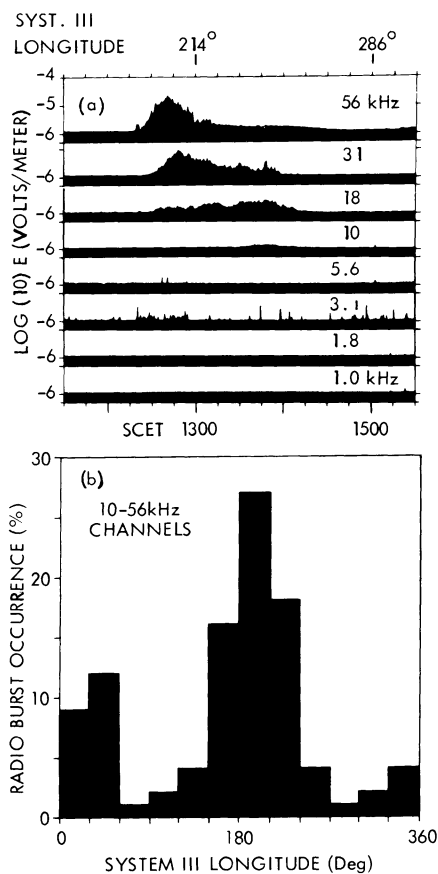 SYST. III
LONGITUDE 214° 286°
-4
(a) 56 kHz
-5
-6
31
-6
18
-6
10
-6
5.6
-6
3.1
-6
1.8
-6
1.0 kHz
-6
LOG (10) E (VOLTS/METER)
SCET 1300 1500
30
(b)
10-56kHz
CHANNELS
20
10
0
RADIO BURST OCCURRENCE (%)
0 180 360
SYSTEM III LONGITUDE (Deg)